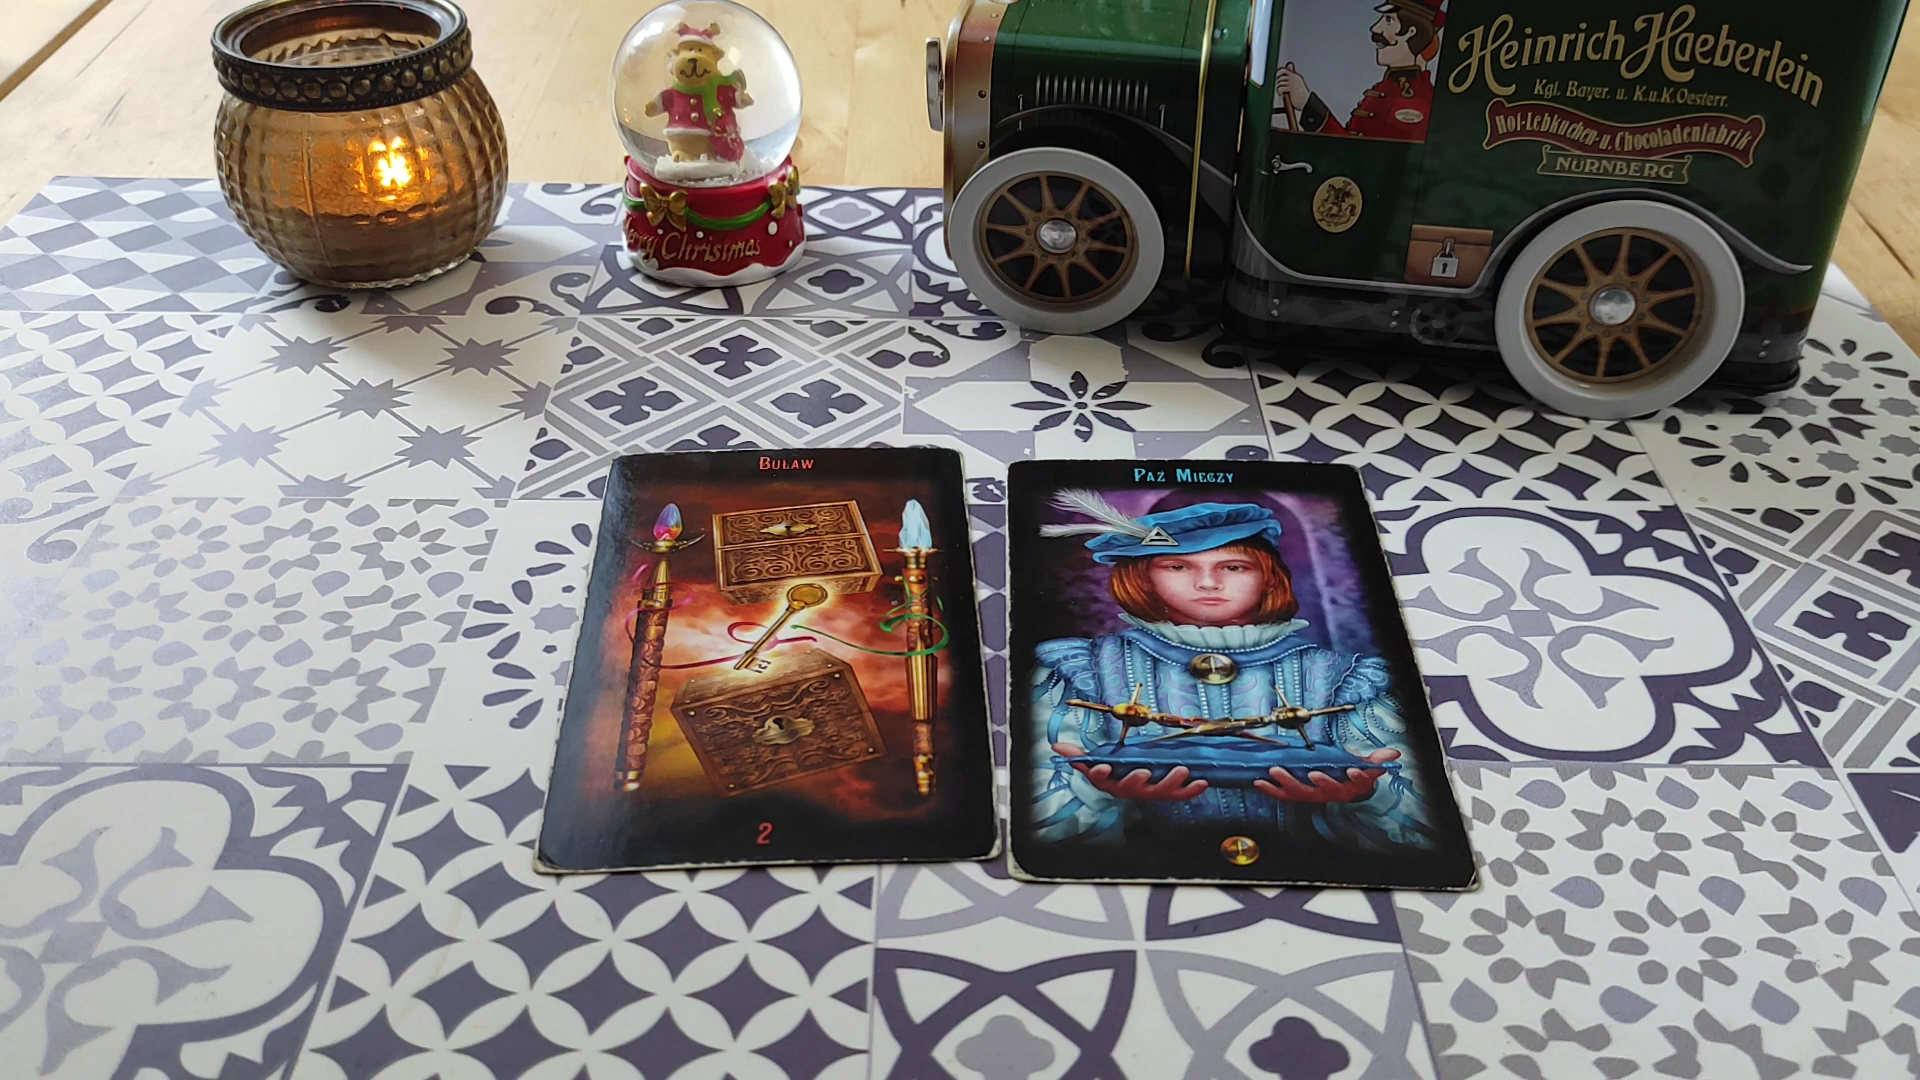 Heinrich Haeberlein
Kgl. Bayer. u. K.u.K. Oesterr.
Hof-Lebkuchen- u. Chocoladenfabrik
NÜRNBERG
Merry Christmas
BUŁAW
2
PAŹ MIECZY